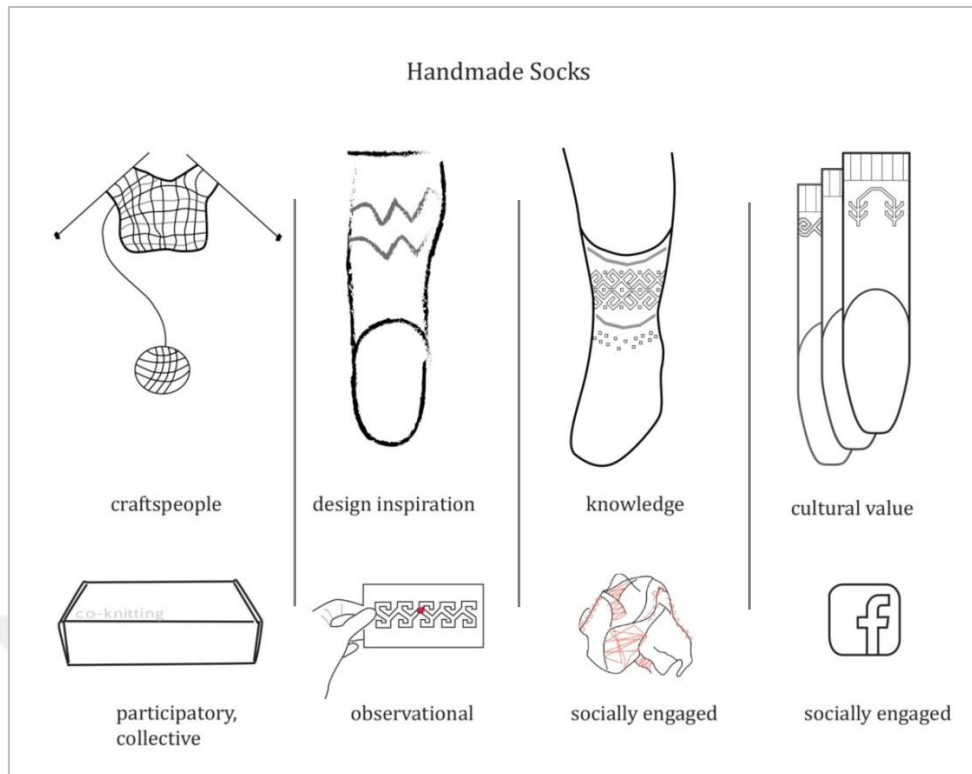 Handmade Socks
craftspeople
design inspiration
knowledge
cultural value
co-knitting
participatory,
collective
observational
socially engaged
socially engaged